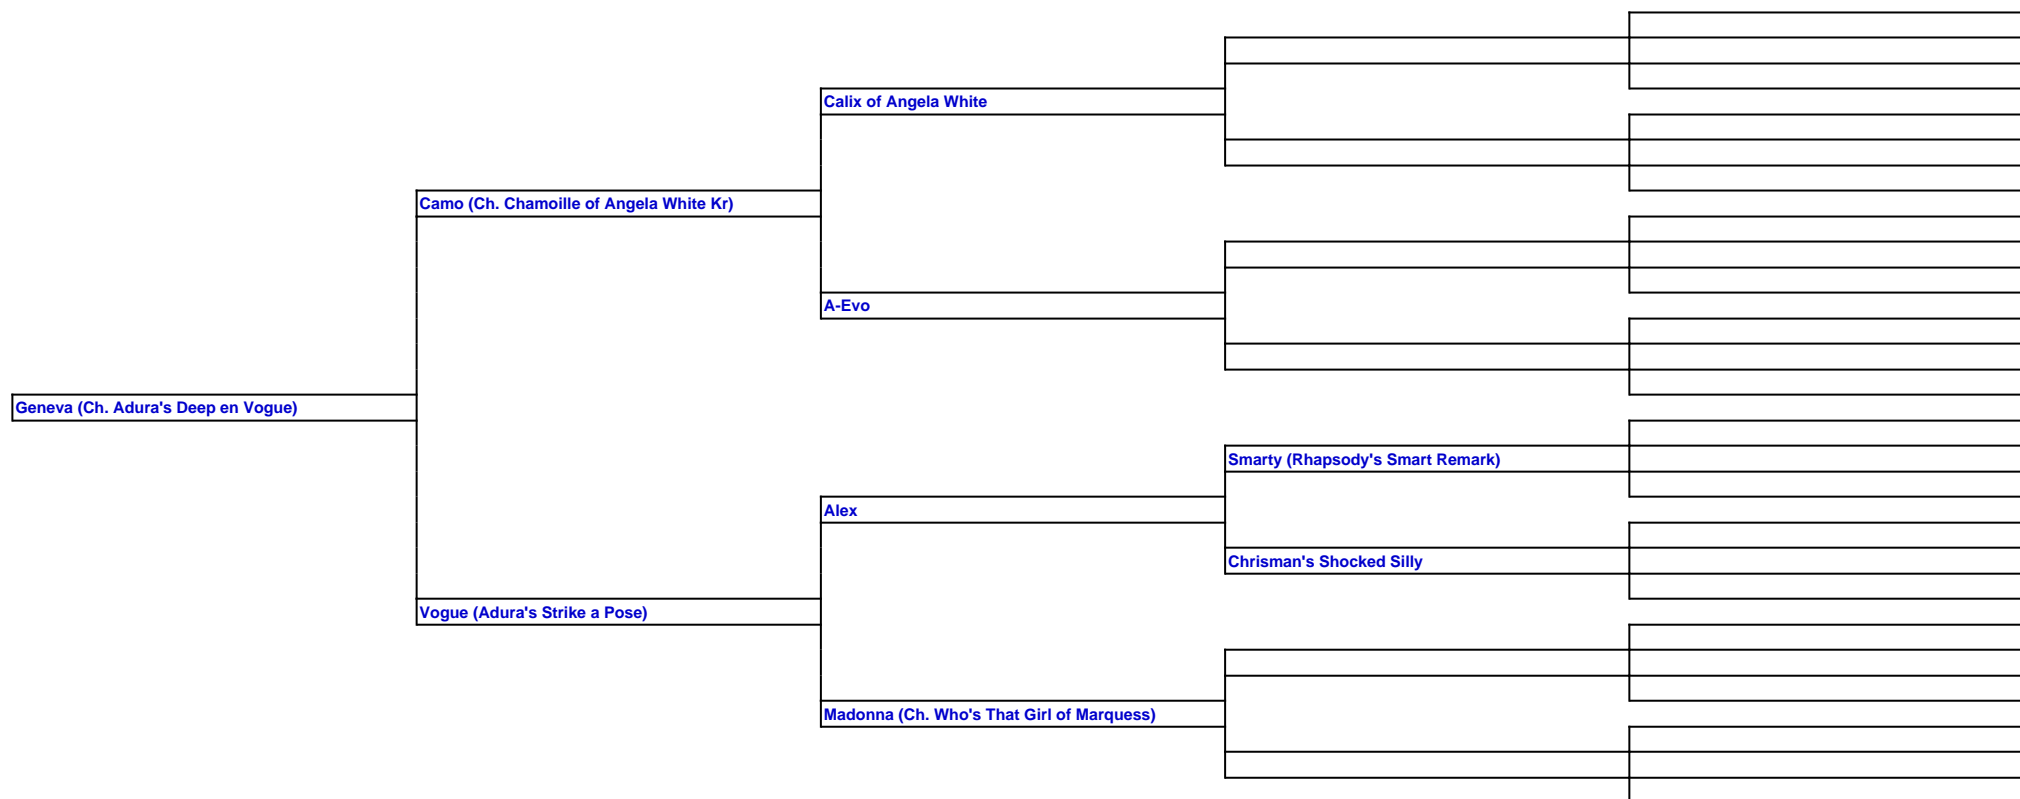 Calix of Angela White
Camo (Ch. Chamoille of Angela White Kr)
A-Evo
Geneva (Ch. Adura's Deep en Vogue)
Smarty (Rhapsody's Smart Remark)
Alex
Chrisman's Shocked Silly
Vogue (Adura's Strike a Pose)
Madonna (Ch. Who's That Girl of Marquess)